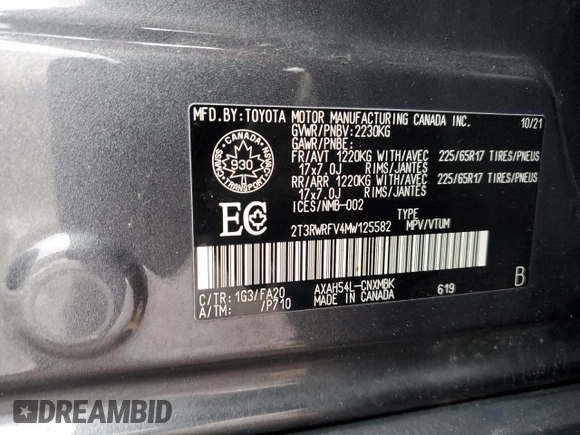 MFD.BY:TOYOTA MOTOR MANUFACTURING CANADA INC. 10/21
GVWR/PNBV:2230KG
GAWR/PNBE:
FR/AVT 1220KG WITH/AVEC 225/65R17 TIRES/PNEUS
17x7.0J RIMS/JANTES
RR/ARR 1220KG WITH/AVEC 225/65R17 TIRES/PNEUS
17x7.0J RIMS/JANTES
ICES/NMB-002
CANADA
930
TRANSPORT
EC
TYPE
2T3RWRFV4MW125582 MPV/VTUM
C/TR: 1G3/FA20 AXAH54L-CNXMBK 619 B
A/TM: /P710 MADE IN CANADA
DREAMBID